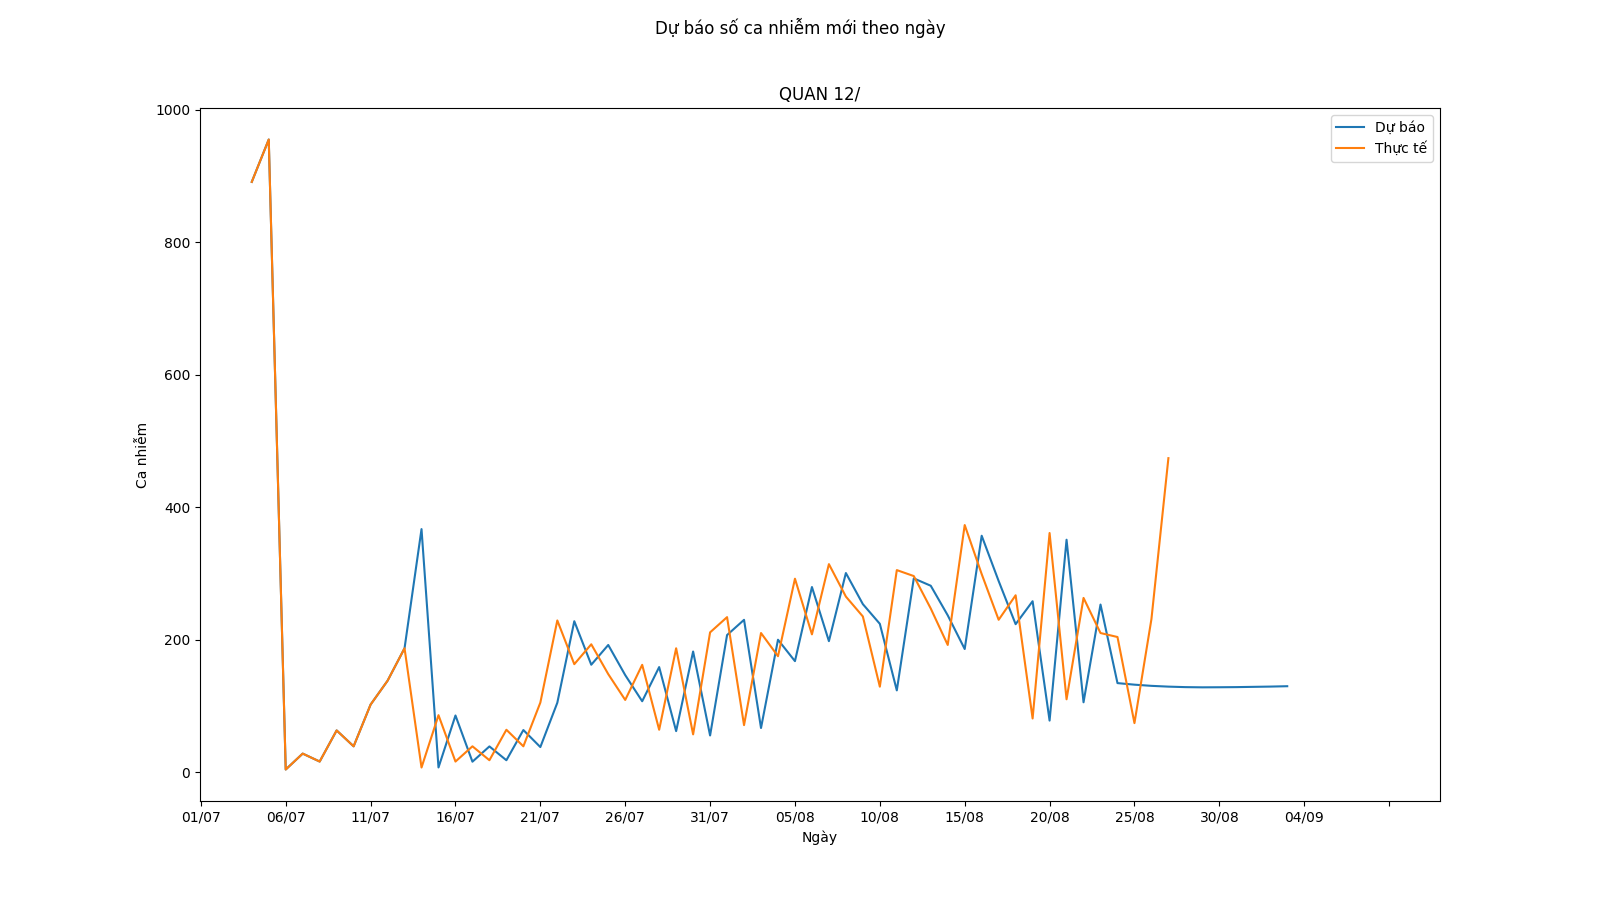 Dự báo số ca nhiễm mới theo ngày
QUAN 12/
Dự báo
Thực tế
1000
800
600
400
200
0
Ca nhiễm
01/07 06/07 11/07 16/07 21/07 26/07 31/07 05/08 10/08 15/08 20/08 25/08 30/08 04/09
Ngày